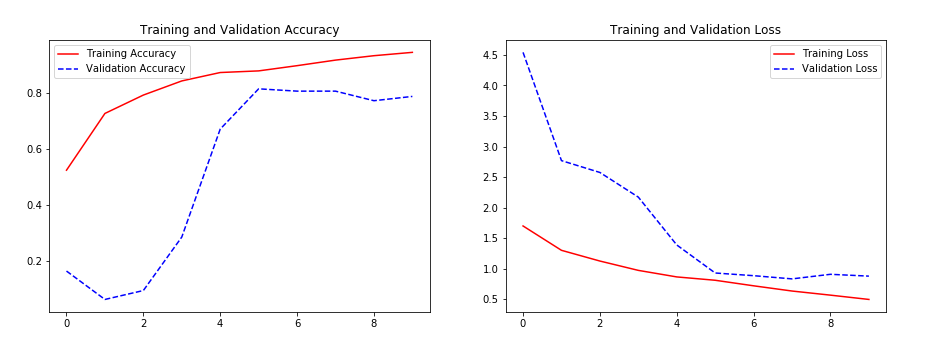 Training and Validation Accuracy
Training Accuracy
Validation Accuracy
0.8
0.6
0.4
0.2
0 2 4 6 8
Training and Validation Loss
Training Loss
Validation Loss
4.5
4.0
3.5
3.0
2.5
2.0
1.5
1.0
0.5
0 2 4 6 8